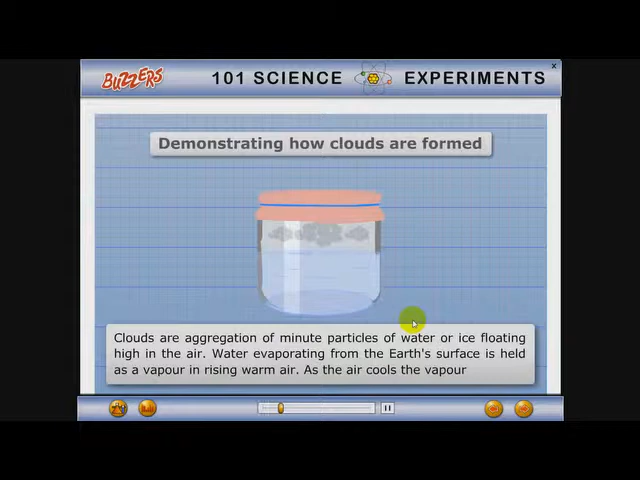 BUZZERS
101 SCIENCE EXPERIMENTS
x
Demonstrating how clouds are formed
Clouds are aggregation of minute particles of water or ice floating
high in the air. Water evaporating from the Earth's surface is held
as a vapour in rising warm air. As the air cools the vapour